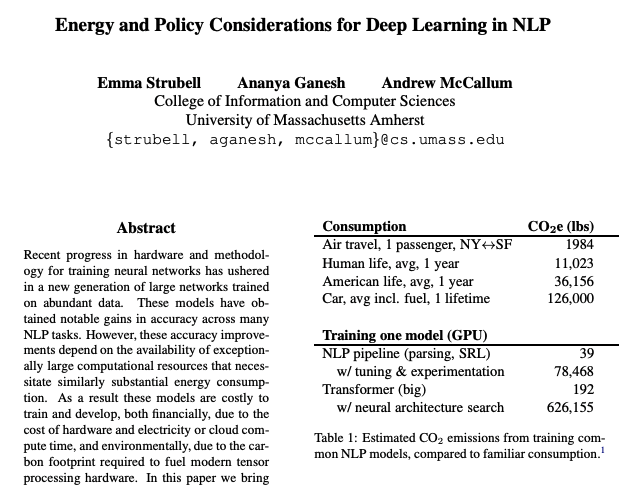 Energy and Policy Considerations for Deep Learning in NLP
Emma Strubell Ananya Ganesh Andrew McCallum
College of Information and Computer Sciences
University of Massachusetts Amherst
{strubell, aganesh, mccallum}@cs.umass.edu
Abstract
Recent progress in hardware and methodol-
ogy for training neural networks has ushered
in a new generation of large networks trained
on abundant data. These models have ob-
tained notable gains in accuracy across many
NLP tasks. However, these accuracy improve-
ments depend on the availability of exception-
ally large computational resources that neces-
sitate similarly substantial energy consump-
tion. As a result these models are costly to
train and develop, both financially, due to the
cost of hardware and electricity or cloud com-
pute time, and environmentally, due to the car-
bon footprint required to fuel modern tensor
processing hardware. In this paper we bring
Consumption CO₂e (lbs)
Air travel, 1 passenger, NY↔SF 1984
Human life, avg, 1 year 11,023
American life, avg, 1 year 36,156
Car, avg incl. fuel, 1 lifetime 126,000
Training one model (GPU)
NLP pipeline (parsing, SRL) 39
w/ tuning & experimentation 78,468
Transformer (big) 192
w/ neural architecture search 626,155
Table 1: Estimated CO₂ emissions from training com-
mon NLP models, compared to familiar consumption.¹